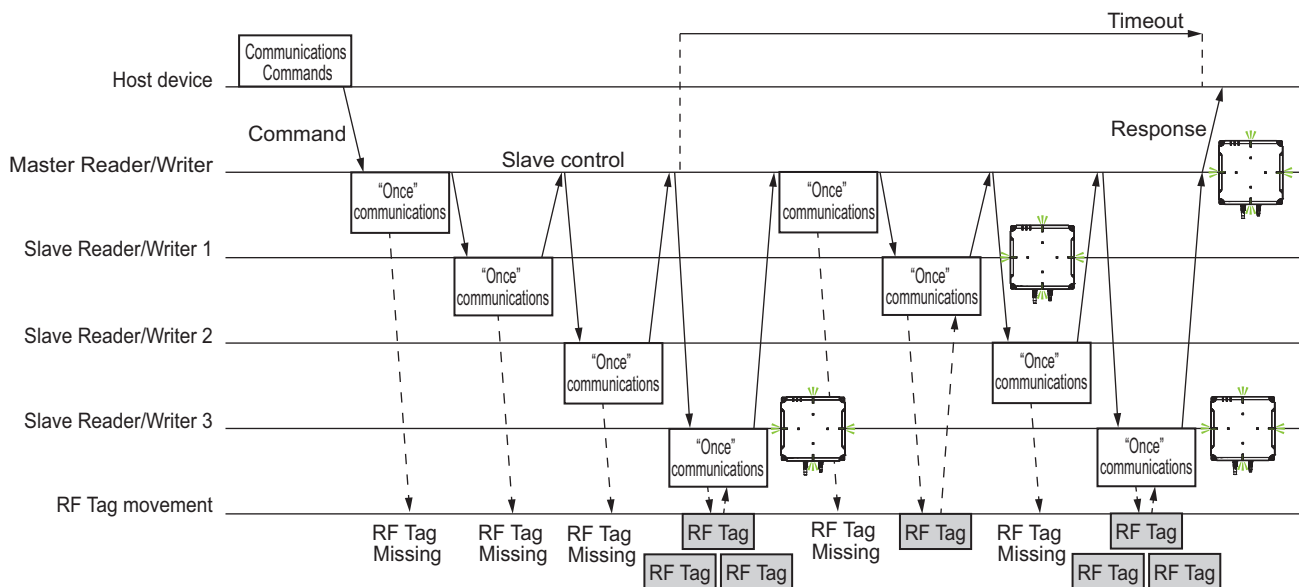 Timeout
Communications
Commands
Host device
Command
Response
Master Reader/Writer
Slave control
“Once”
communications
“Once”
communications
Slave Reader/Writer 1
“Once”
communications
“Once”
communications
Slave Reader/Writer 2
“Once”
communications
“Once”
communications
Slave Reader/Writer 3
“Once”
communications
“Once”
communications
RF Tag movement
RF Tag
Missing
RF Tag
Missing
RF Tag
Missing
RF Tag
RF Tag
RF Tag
RF Tag
Missing
RF Tag
RF Tag
Missing
RF Tag
RF Tag
RF Tag